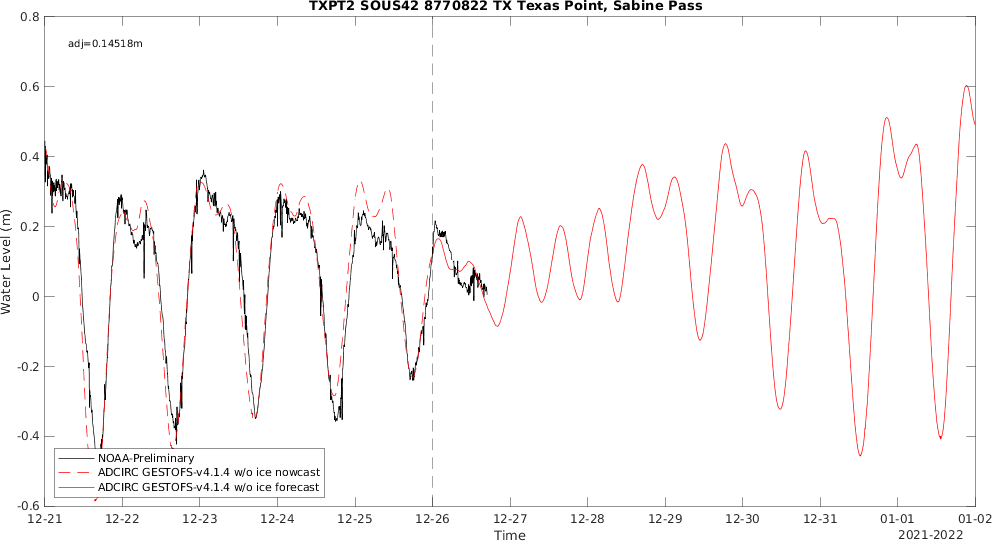 TXPT2 SOUS42 8770822 TX Texas Point, Sabine Pass
adj=0.14518m
0.8
0.6
0.4
0.2
0
-0.2
-0.4
-0.6
Water Level (m)
NOAA-Preliminary
ADCIRC GESTOFS-v4.1.4 w/o ice nowcast
ADCIRC GESTOFS-v4.1.4 w/o ice forecast
12-21 12-22 12-23 12-24 12-25 12-26 12-27 12-28 12-29 12-30 12-31 01-01 01-02
Time
2021-2022